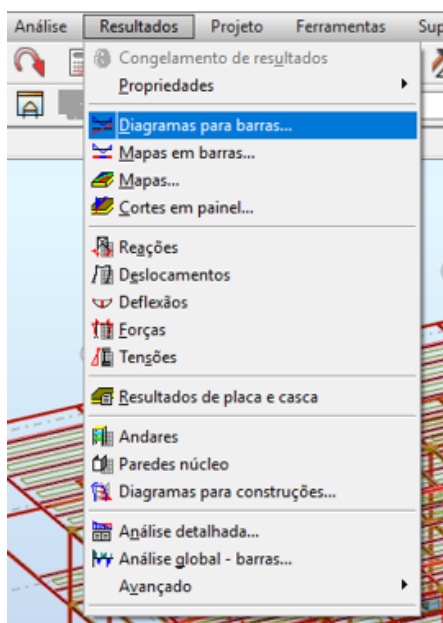 Análise Resultados Projeto Ferramentas
Congelamento de resultados
Propriedades
Diagramas para barras...
Mapas em barras...
Mapas...
Cortes em painel...
Reações
Deslocamentos
Deflexãos
Forças
Tensões
Resultados de placa e casca
Andares
Paredes núcleo
Diagramas para construções...
Análise detalhada...
Análise global - barras...
Avançado